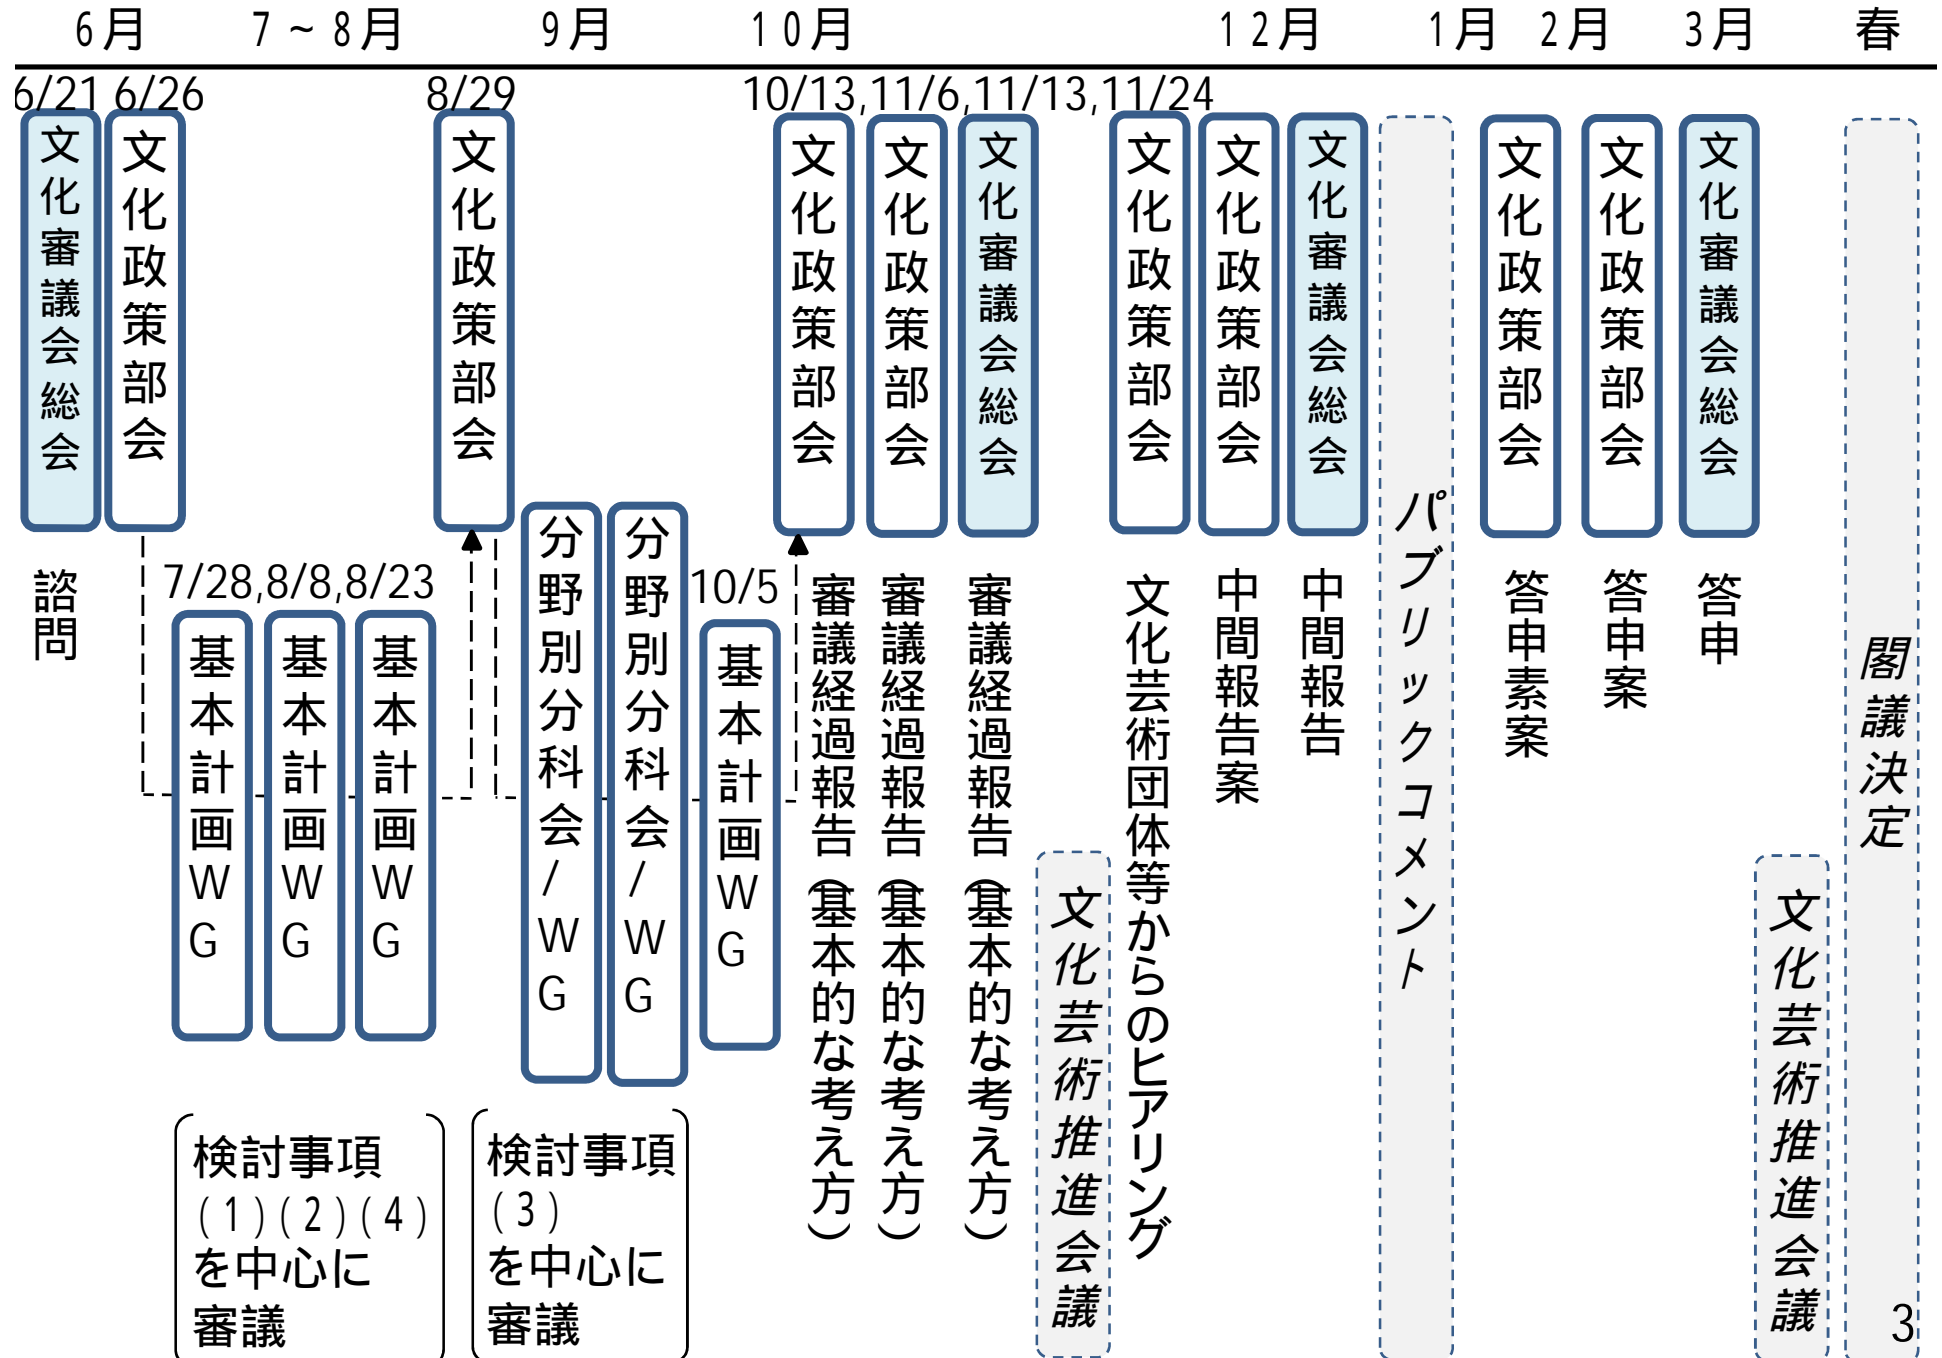 6月 7~8月 9月 10月 12月 1月 2月 3月 春
6/21 6/26 8/29 10/13,11/6,11/13,11/24
文化審議会総会
文化政策部会
文化政策部会
文化政策部会
文化政策部会
文化審議会総会
文化政策部会
文化政策部会
文化審議会総会
パブリックコメント
文化政策部会
文化政策部会
文化審議会総会
閣議決定
諮問
7/28,8/8,8/23
基本計画WG
基本計画WG
基本計画WG
分野別分科会/WG
分野別分科会/WG
10/5
基本計画WG
審議経過報告(基本的な考え方)
審議経過報告(基本的な考え方)
審議経過報告(基本的な考え方)
文化芸術推進会議
文化芸術団体等からのヒアリング
中間報告案
中間報告
答申素案
答申案
答申
文化芸術推進会議
検討事項
(1)(2)(4)
を中心に
審議
検討事項
(3)
を中心に
審議
3